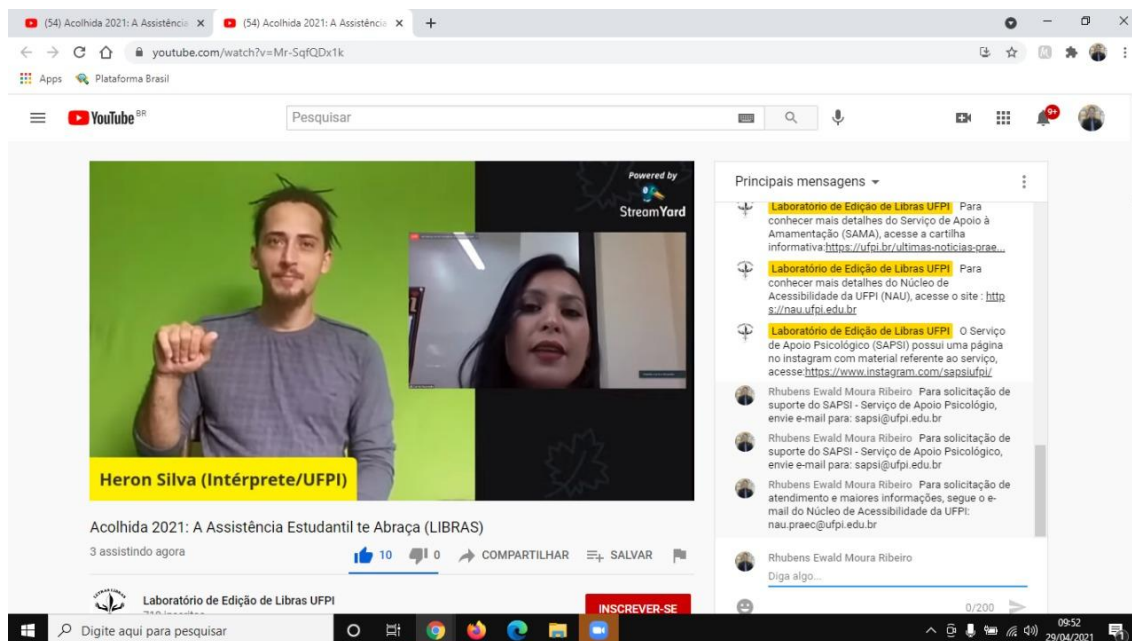 (54) Acolhida 2021: A Assistência
(54) Acolhida 2021: A Assistência
youtube.com/watch?v=Mr-SqfQDx1k
Apps
Plataforma Brasil
YouTube BR
Pesquisar
9+
Powered by
StreamYard
Heron Silva (Intérprete/UFPI)
Acolhida 2021: A Assistência Estudantil te Abraça (LIBRAS)
3 assistindo agora
10
0
COMPARTILHAR
SALVAR
Laboratório de Edição de Libras UFPI
INSCREVER-SE
Principais mensagens
Laboratório de Edição de Libras UFPI Para
conhecer mais detalhes do Serviço de Apoio à
Amamentação (SAMA), acesse a cartilha
informativa:https://ufpi.br/ultimas-noticias-prae...
Laboratório de Edição de Libras UFPI Para
conhecer mais detalhes do Núcleo de
Acessibilidade da UFPI (NAU), acesse o site : http
s://nau.ufpi.edu.br
Laboratório de Edição de Libras UFPI O Serviço
de Apoio Psicológico (SAPSI) possui uma página
no instagram com material referente ao serviço,
acesse:https://www.instagram.com/sapsiufpi/
Rhubens Ewald Moura Ribeiro Para solicitação de
suporte do SAPSI - Serviço de Apoio Psicológio,
envie e-mail para: sapsi@ufpi.edu.br
Rhubens Ewald Moura Ribeiro Para solicitação de
suporte do SAPSI - Serviço de Apoio Psicológico,
envie e-mail para: sapsi@ufpi.edu.br
Rhubens Ewald Moura Ribeiro Para solicitação de
atendimento e maiores informações, segue o e-
mail do Núcleo de Acessibilidade da UFPI:
nau.praec@ufpi.edu.br
Rhubens Ewald Moura Ribeiro
Diga algo...
0/200
Digite aqui para pesquisar
09:52
29/04/2021